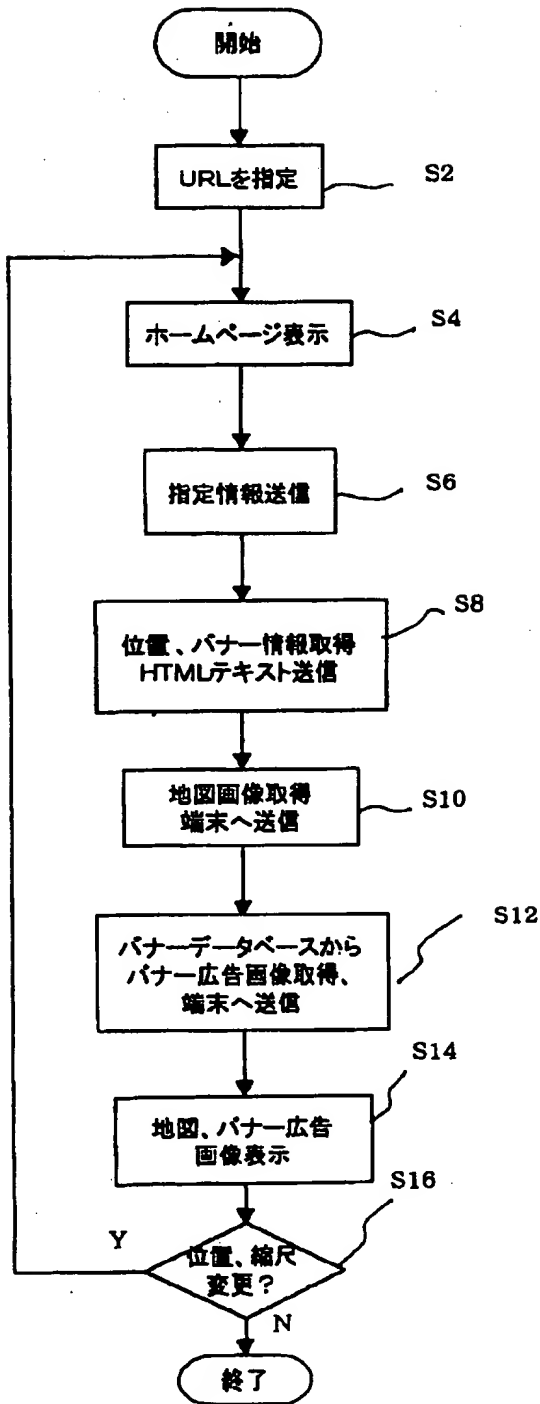 開始
URLを指定
S2
ホームページ表示
S4
指定情報送信
S6
位置、バナー情報取得
HTMLテキスト送信
S8
地図画像取得
端末へ送信
S10
バナーデータベースから
バナー広告画像取得、
端末へ送信
S12
地図、バナー広告
画像表示
S14
位置、縮尺
変更?
S16
Y
N
終了